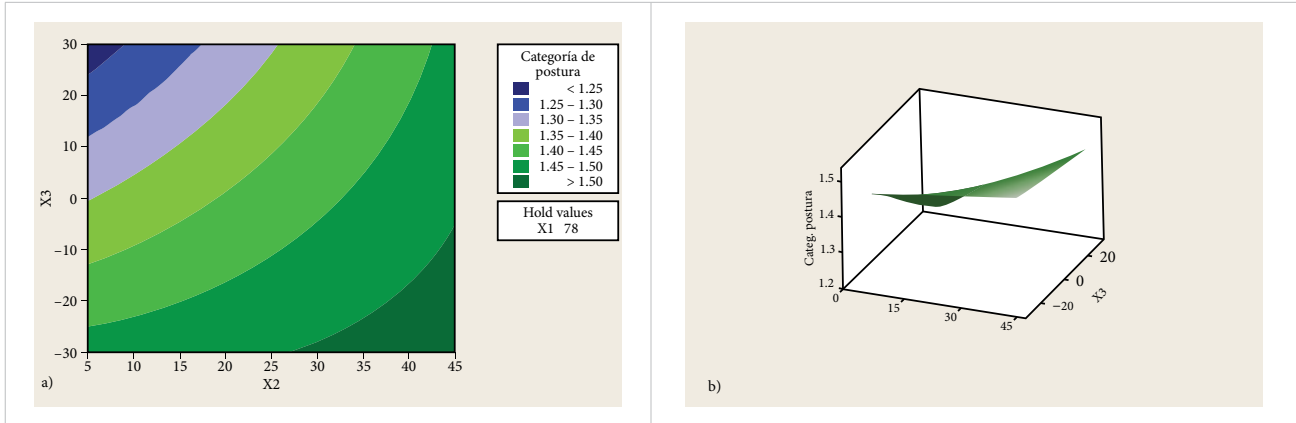 30
20
10
0
−10
−20
−30
X3
5 10 15 20 25 30 35 40 45
X2
a)
Categoría de
postura
< 1.25
1.25 – 1.30
1.30 – 1.35
1.35 – 1.40
1.40 – 1.45
1.45 – 1.50
> 1.50
Hold values
X1 78
1.5
1.4
1.3
1.2
Categ. postura
0
15
30
45
−20
0
20
X3
b)